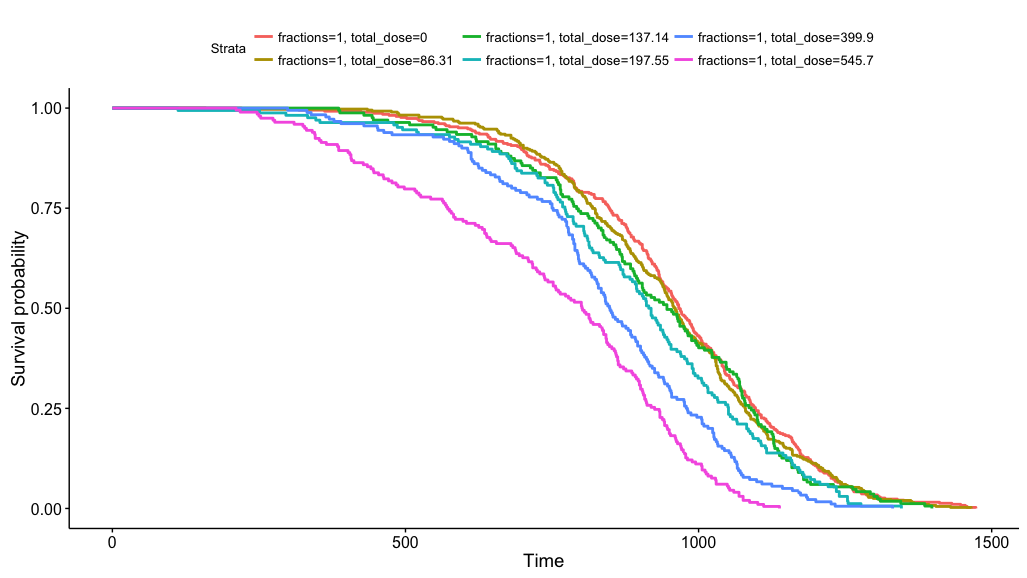 Strata
fractions=1, total_dose=0 fractions=1, total_dose=137.14 fractions=1, total_dose=399.9
fractions=1, total_dose=86.31 fractions=1, total_dose=197.55 fractions=1, total_dose=545.7
1.00
0.75
0.50
0.25
0.00
Survival probability
0 500 1000 1500
Time